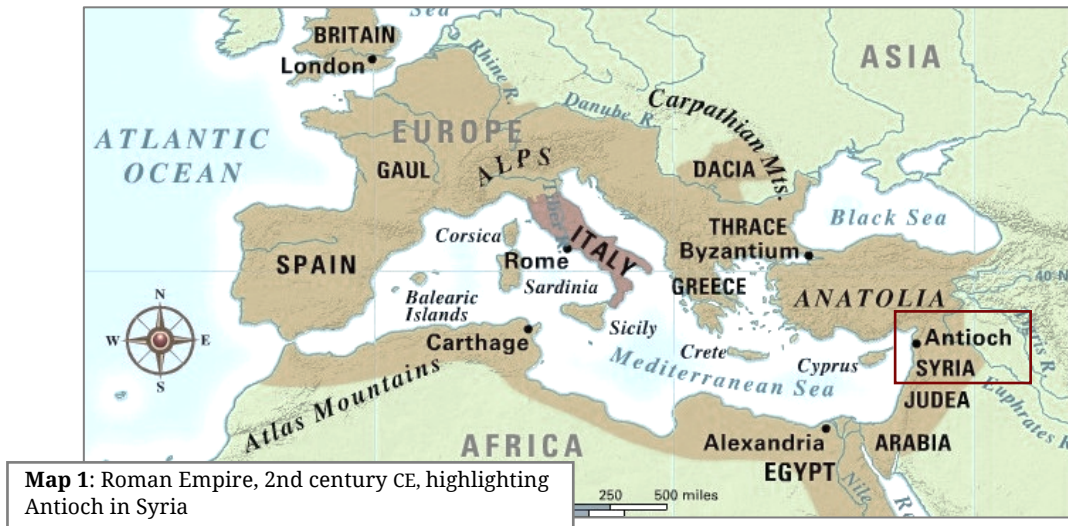 Sea
BRITAIN
London
Rhine R.
ASIA
Danube R.
Carpathian Mts.
ATLANTIC
OCEAN
EUROPE
GAUL
ALPS
DACIA
Tiber R.
Black Sea
THRACE
Corsica
ITALY
Byzantium
Rome
SPAIN
40 N
Sardinia
GREECE
ANATOLIA
Balearic
Islands
N
W
E
S
Sicily
Carthage
Antioch
Crete
Cyprus
SYRIA
Mediterranean Sea
Euphrates R.
JUDEA
Atlas Mountains
AFRICA
Alexandria
ARABIA
EGYPT
Nile
250 500 miles
Map 1: Roman Empire, 2nd century CE, highlighting
Antioch in Syria